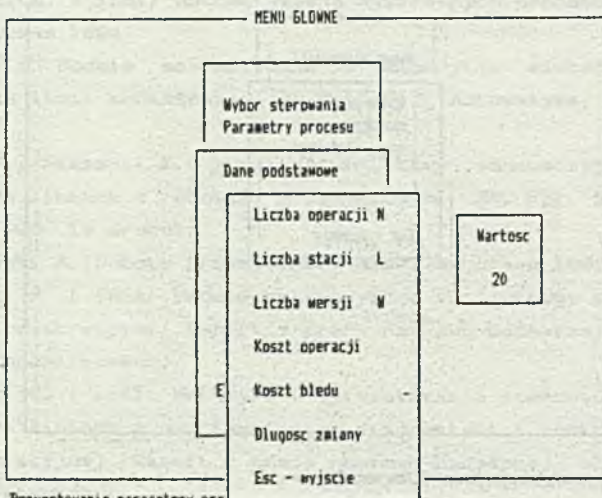 MENU GLOWNE
Wybor sterowania
Parametry procesu
Dane podstawowe
Liczba operacji N
Liczba stacji L
Liczba wersji W
Koszt operacji
E Koszt bledu
Dlugosc zmiany
Esc - wyjscie
Wartosc
20
parametry